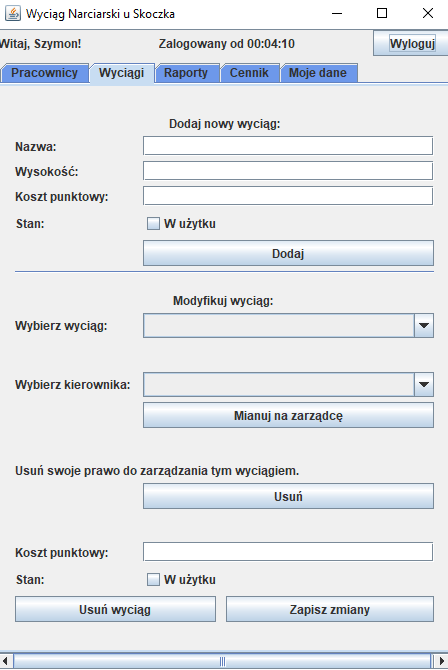 Wyciąg Narciarski u Skoczka
Witaj, Szymon! Zalogowany od 00:04:10 Wyloguj
Pracownicy Wyciągi Raporty Cennik Moje dane
Dodaj nowy wyciąg:
Nazwa:
Wysokość:
Koszt punktowy:
Stan: W użytku
Dodaj
Modyfikuj wyciąg:
Wybierz wyciąg:
Wybierz kierownika:
Mianuj na zarządcę
Usuń swoje prawo do zarządzania tym wyciągiem.
Usuń
Koszt punktowy:
Stan: W użytku
Usuń wyciąg Zapisz zmiany